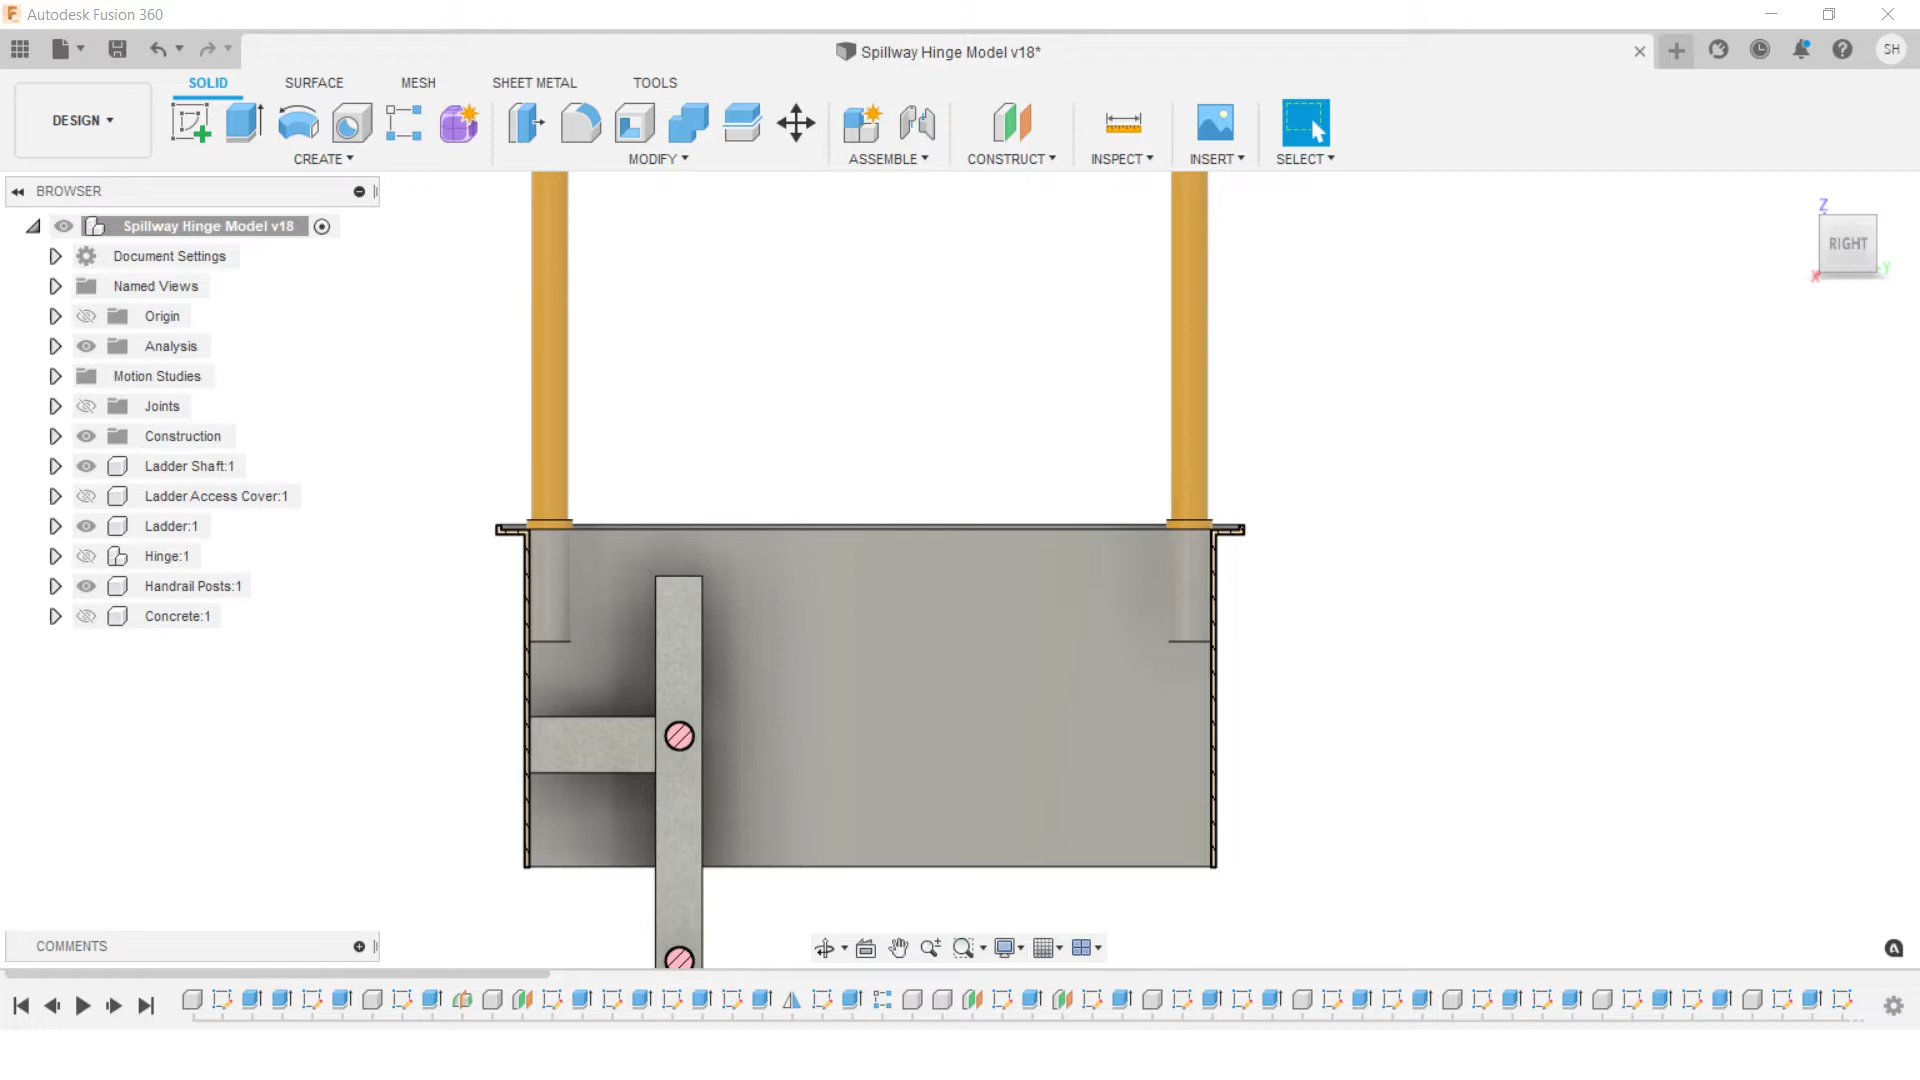 Autodesk Fusion 360
Spillway Hinge Model v18*
SH
SOLID SURFACE MESH SHEET METAL TOOLS
DESIGN
CREATE MODIFY ASSEMBLE CONSTRUCT INSPECT INSERT SELECT
BROWSER
Spillway Hinge Model v18
Document Settings
Named Views
Origin
Analysis
Motion Studies
Joints
Construction
Ladder Shaft:1
Ladder Access Cover:1
Ladder:1
Hinge:1
Handrail Posts:1
Concrete:1
Z
RIGHT
X
Y
COMMENTS